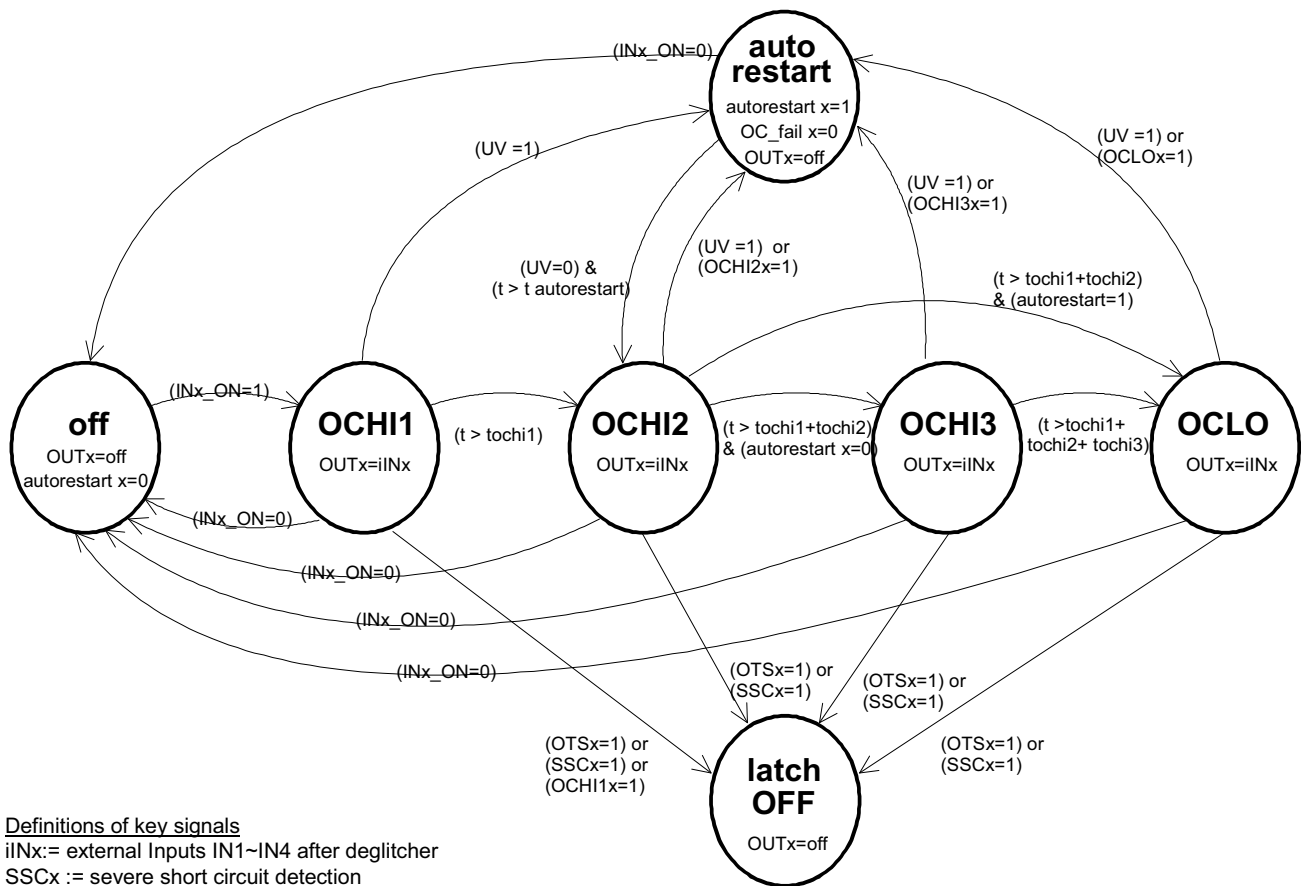 (INx_ON=0)
auto
restart
autorestart x=1
OC_fail x=0
OUTx=off
(UV =1)
(UV =1) or
(OCLOx=1)
(UV =1) or
(OCHI3x=1)
(UV =1) or
(OCHI2x=1)
(UV=0) &
(t > t autorestart)
(t > tochi1+tochi2)
& (autorestart=1)
(INx_ON=1)
off
OUTx=off
autorestart x=0
OCHI1
OUTx=iINx
(t > tochi1)
OCHI2
OUTx=iINx
(t > tochi1+tochi2)
& (autorestart x=0)
OCHI3
OUTx=iINx
(t >tochi1+
tochi2+ tochi3)
OCLO
OUTx=iINx
(INx_ON=0)
(INx_ON=0)
(INx_ON=0)
(INx_ON=0)
(OTSx=1) or
(SSCx=1)
(OTSx=1) or
(SSCx=1)
(OTSx=1) or
(SSCx=1) or
(OCHI1x=1)
(OTSx=1) or
(SSCx=1)
latch
OFF
OUTx=off
Definitions of key signals
iINx:= external Inputs IN1~IN4 after deglitcher
SSCx := severe short circuit detection